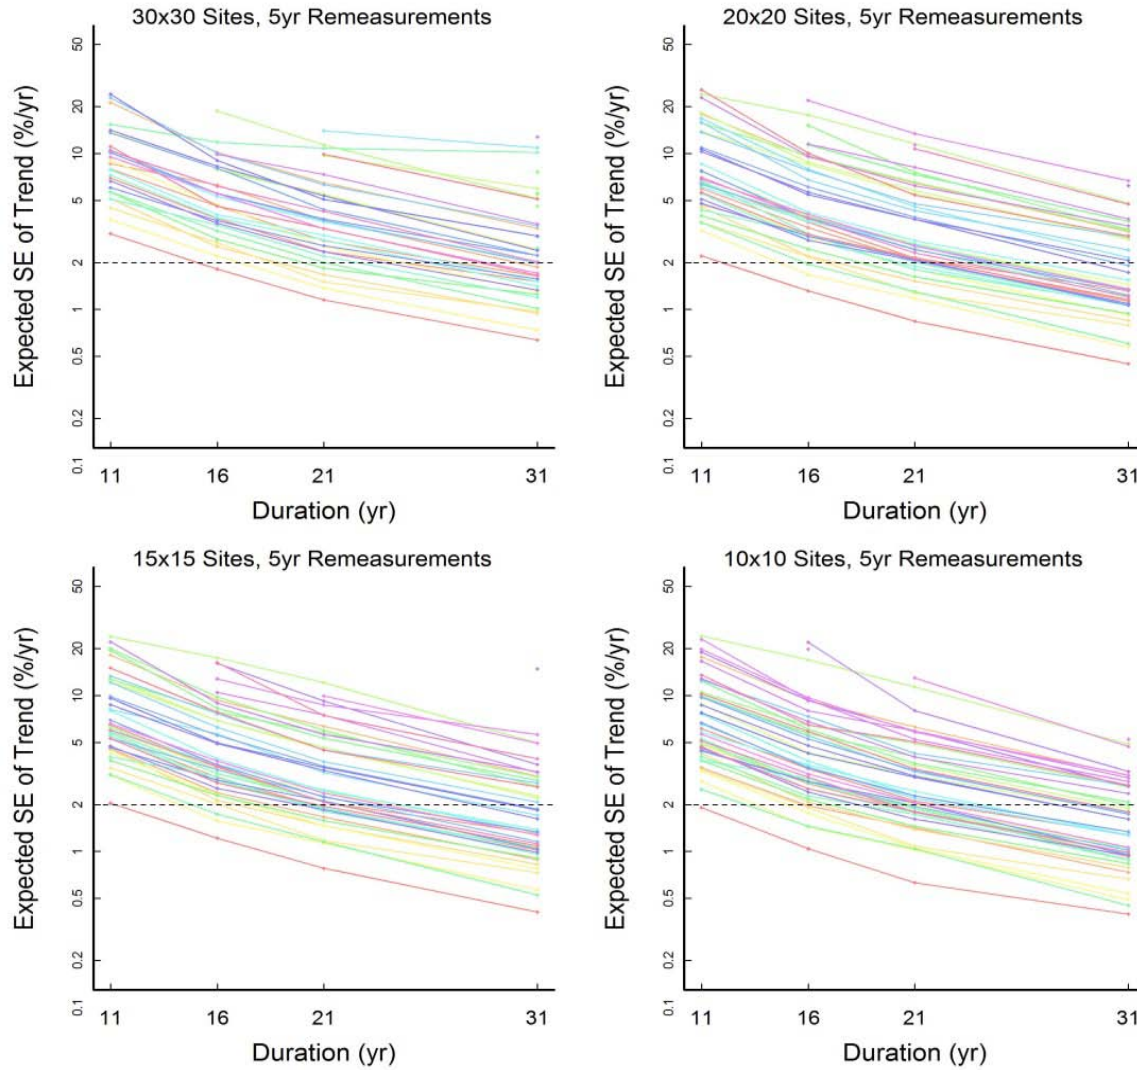 30x30 Sites, 5yr Remeasurements
Expected SE of Trend (%/yr)
50
20
10
5
2
1
0.5
0.2
0.1
11 16 21 31
Duration (yr)
20x20 Sites, 5yr Remeasurements
Expected SE of Trend (%/yr)
50
20
10
5
2
1
0.5
0.2
0.1
11 16 21 31
Duration (yr)
15x15 Sites, 5yr Remeasurements
Expected SE of Trend (%/yr)
50
20
10
5
2
1
0.5
0.2
0.1
11 16 21 31
Duration (yr)
10x10 Sites, 5yr Remeasurements
Expected SE of Trend (%/yr)
50
20
10
5
2
1
0.5
0.2
0.1
11 16 21 31
Duration (yr)